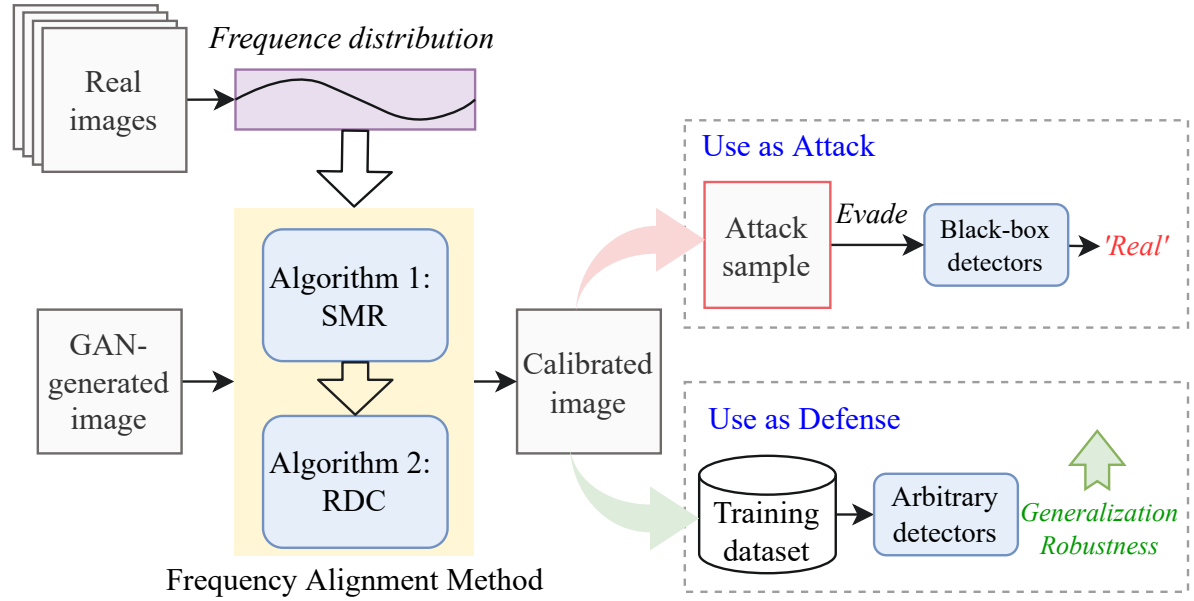 Real
images
Frequence distribution
Algorithm 1:
SMR
Algorithm 2:
RDC
Frequency Alignment Method
GAN-
generated
image
Calibrated
image
Use as Attack
Attack
sample
Evade
Black-box
detectors
'Real'
Use as Defense
Training
dataset
Arbitrary
detectors
Generalization
Robustness